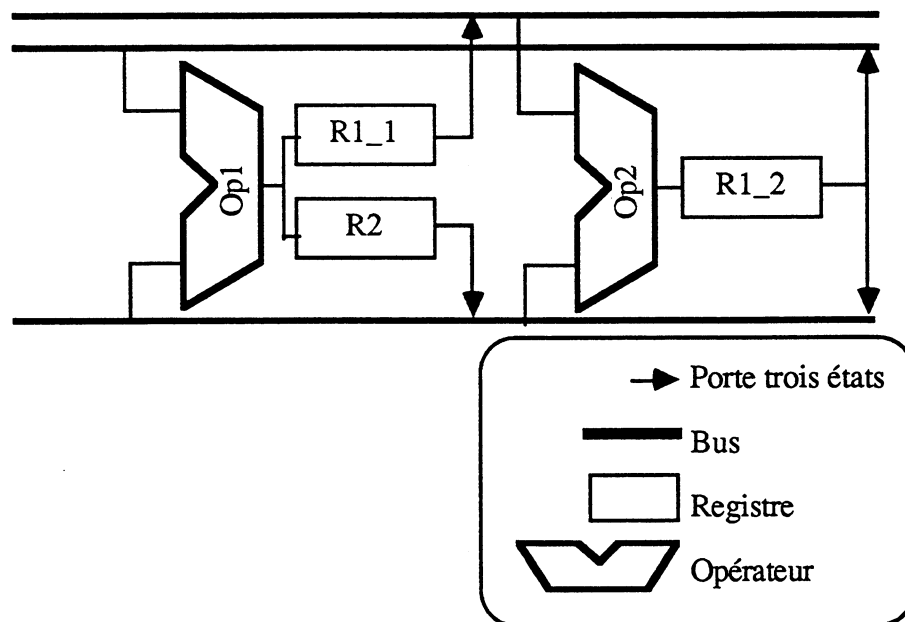 R1_1
Op1
R2
Op2
R1_2
Porte trois états
Bus
Registre
Opérateur